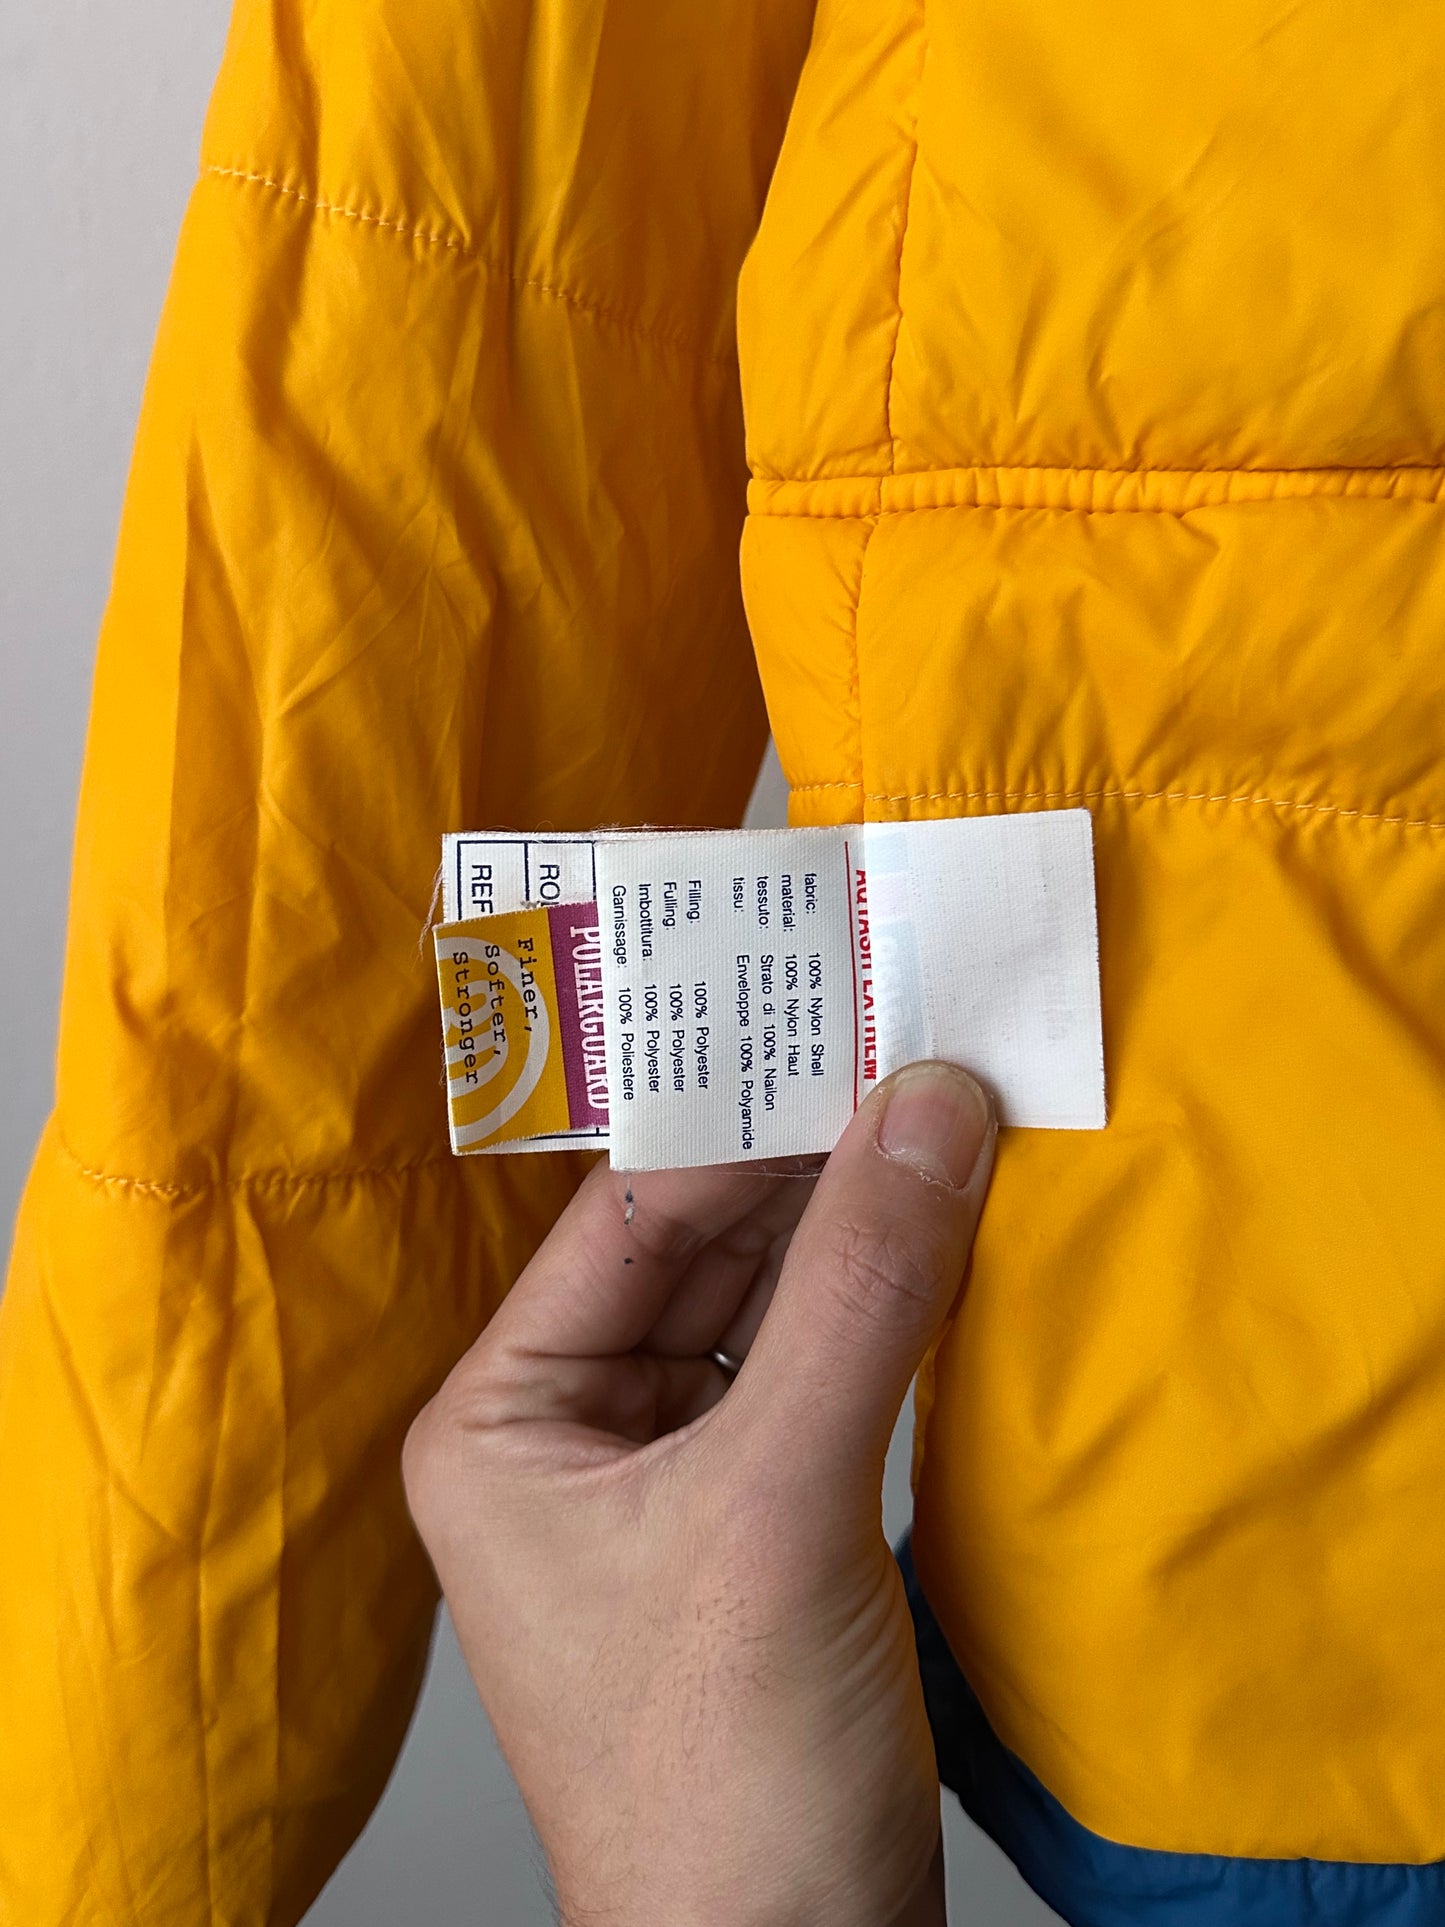 fabric: 100% Nylon Shell
material: 100% Nylon Haut
tessuto: Strato di 100% Nailon
tissu: Enveloppe 100% Polyamide
Filling: 100% Polyester
Fulling: 100% Polyester
Imbottitura: 100% Polyester
Garnissage: 100% Poliestere
POLARGUARD
Finer,
Softer,
Stronger
REF